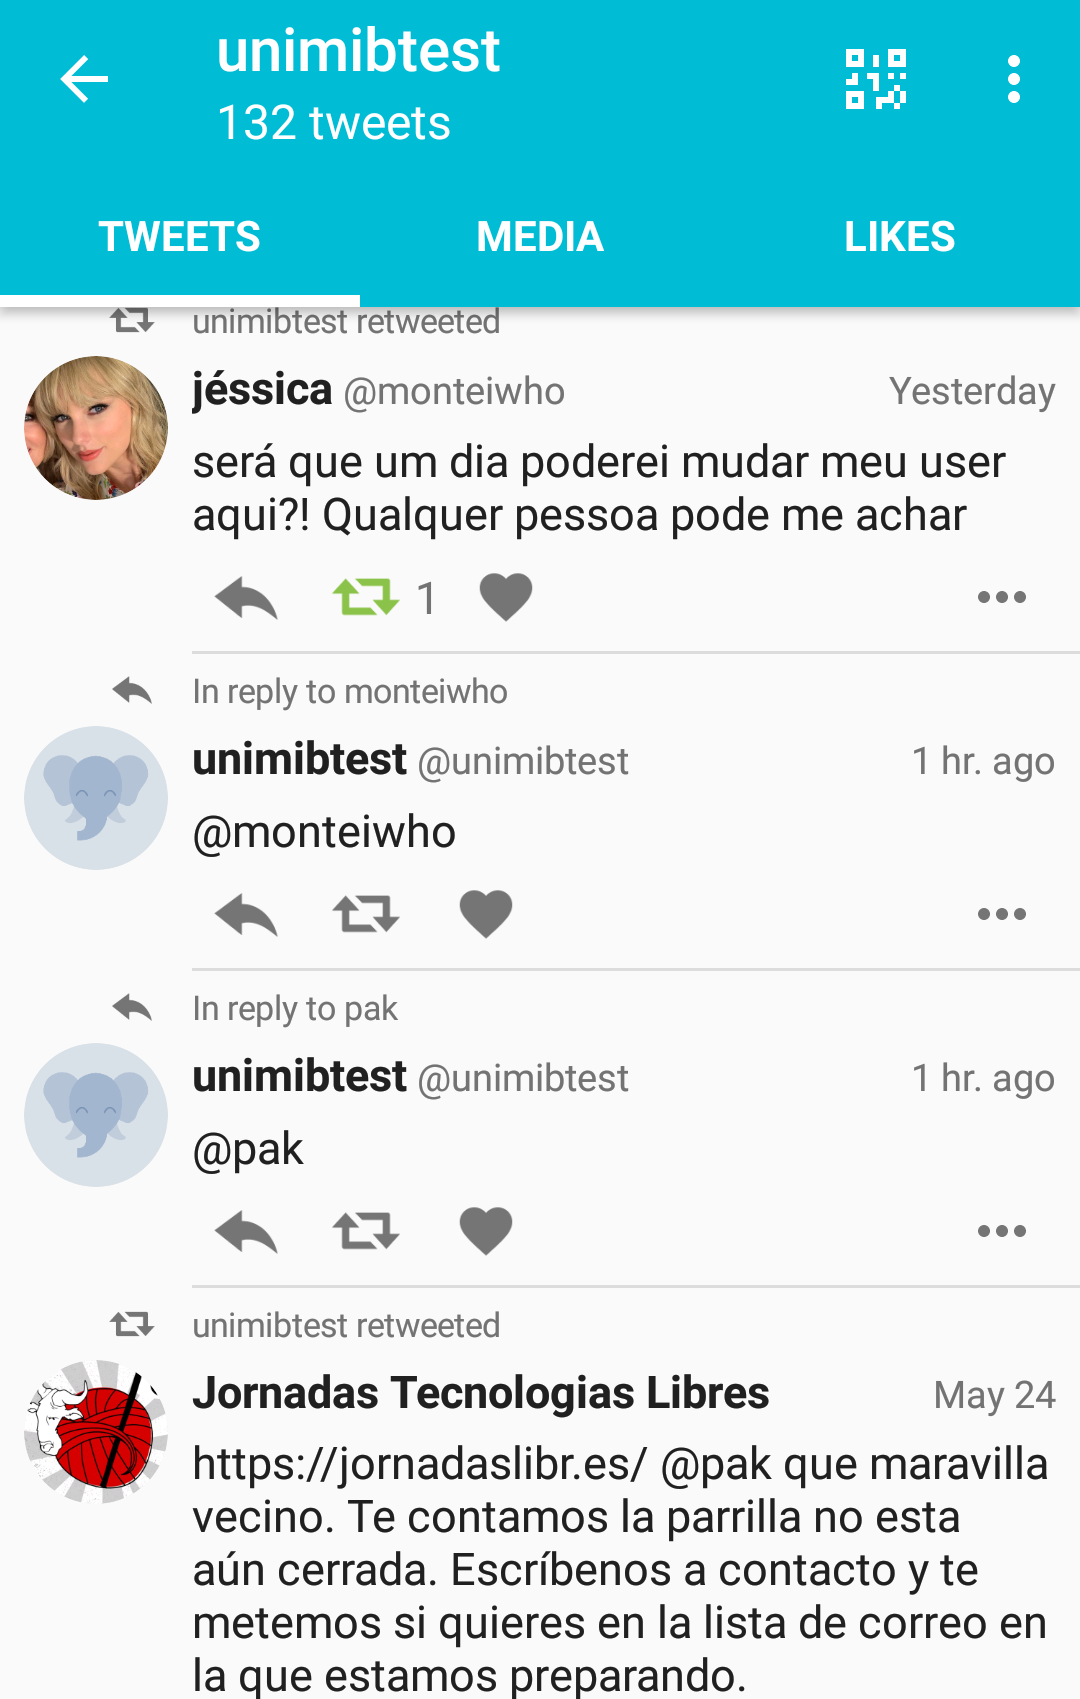 unimibtest
132 tweets
TWEETS
MEDIA
LIKES
unimibtest retweeted
jéssica @monteiwho Yesterday
será que um dia poderei mudar meu user
aqui?! Qualquer pessoa pode me achar
1
In reply to monteiwho
unimibtest @unimibtest 1 hr. ago
@monteiwho
In reply to pak
unimibtest @unimibtest 1 hr. ago
@pak
unimibtest retweeted
Jornadas Tecnologias Libres May 24
https://jornadaslibr.es/ @pak que maravilla
vecino. Te contamos la parrilla no esta
aún cerrada. Escríbenos a contacto y te
metemos si quieres en la lista de correo en
la que estamos preparando.